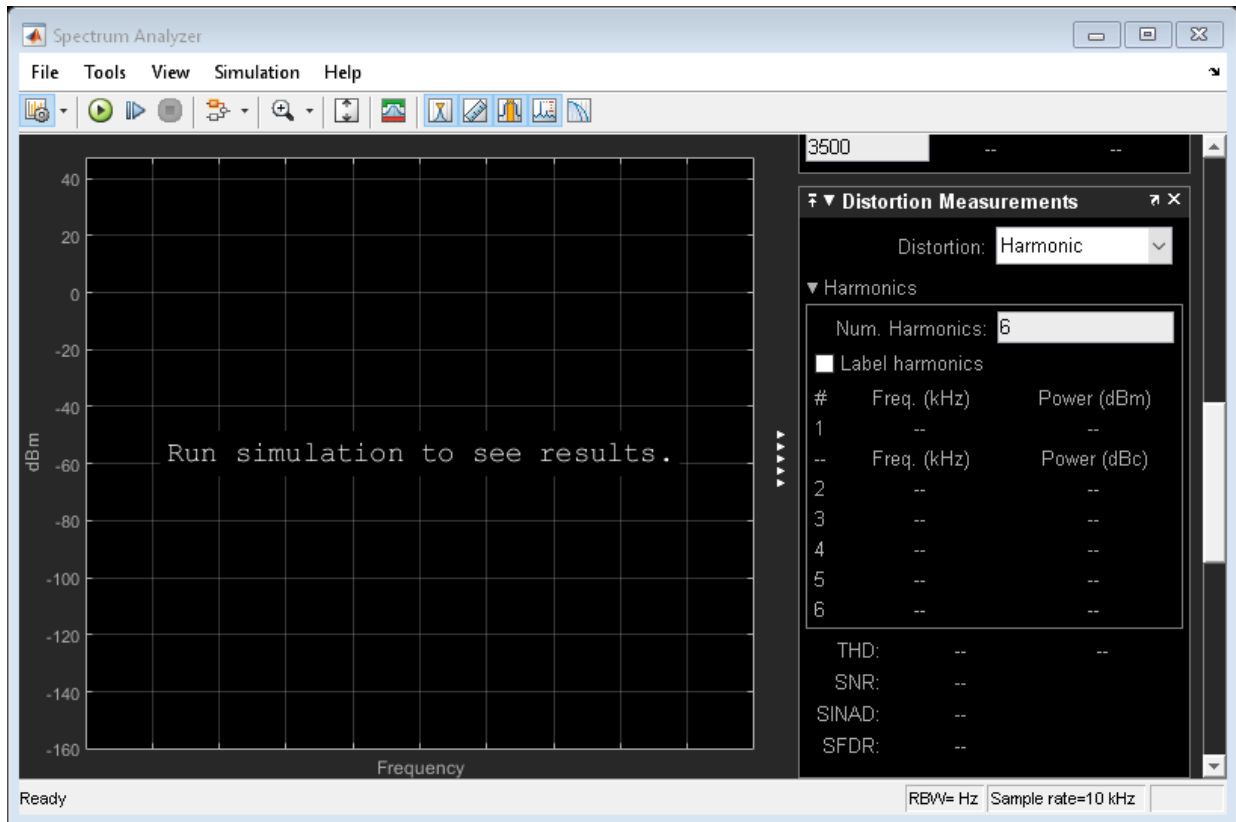 Spectrum Analyzer
File Tools View Simulation Help
3500 -- --
Distortion Measurements
Distortion: Harmonic
Harmonics
Num. Harmonics: 6
Label harmonics
# Freq. (kHz) Power (dBm)
1 -- --
-- Freq. (kHz) Power (dBc)
2 -- --
3 -- --
4 -- --
5 -- --
6 -- --
THD: -- --
SNR: --
SINAD: --
SFDR: --
40
20
0
-20
-40
-60
-80
-100
-120
-140
-160
dBm
Run simulation to see results.
Frequency
Ready RBW= Hz Sample rate=10 kHz